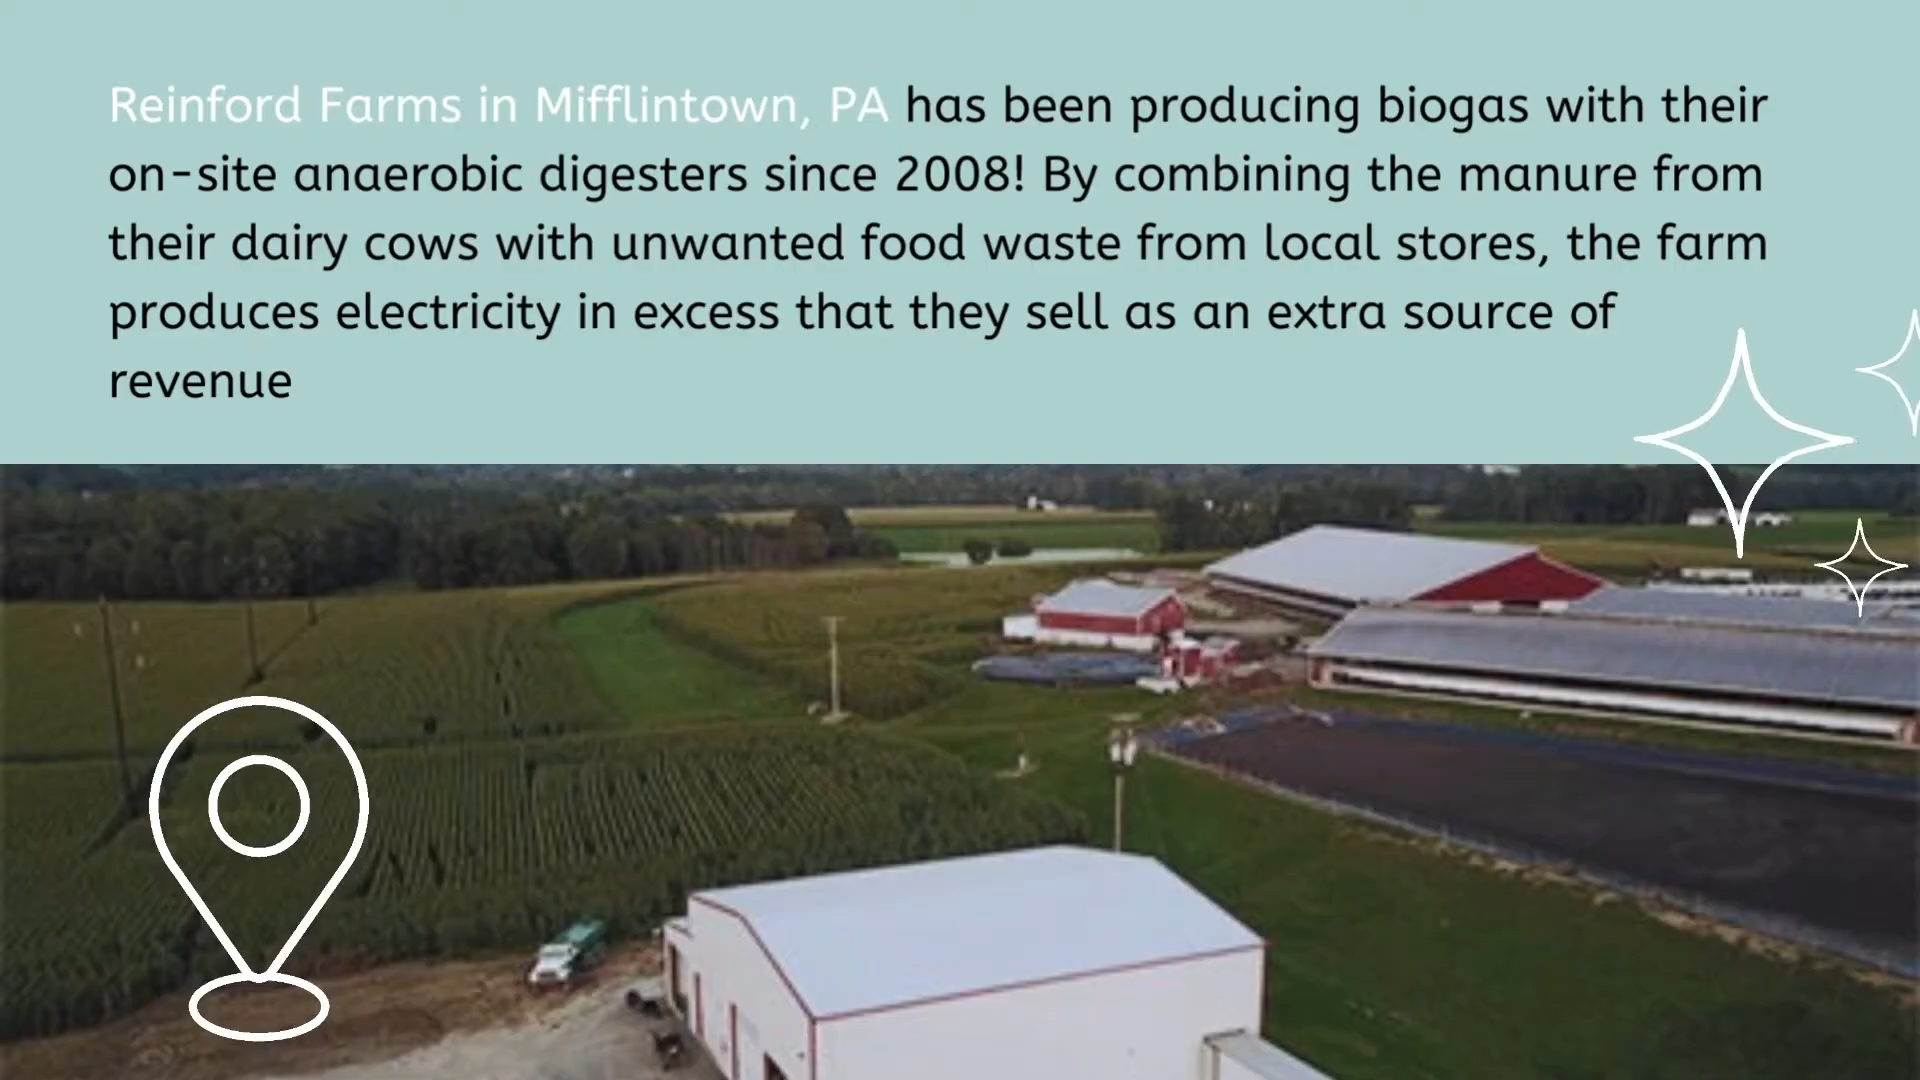 Reinford Farms in Mifflintown, PA has been producing biogas with their
on-site anaerobic digesters since 2008! By combining the manure from
their dairy cows with unwanted food waste from local stores, the farm
produces electricity in excess that they sell as an extra source of
revenue